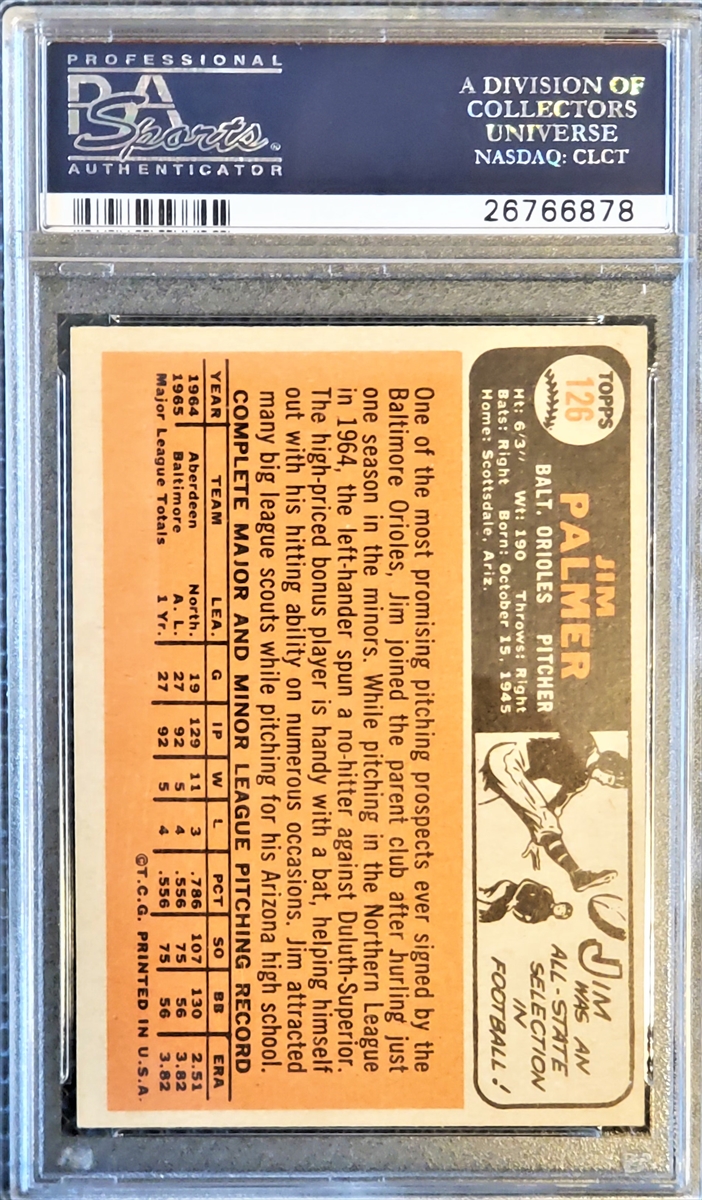 PROFESSIONAL
PSA
Sports
AUTHENTICATOR
A DIVISION OF
COLLECTORS
UNIVERSE
NASDAQ: CLCT
26766878
TOPPS
126
JIM
PALMER
BALT. ORIOLES PITCHER
Ht: 6'3" Wt: 190 Throws: Right
Bats: Right Born: October 15, 1945
Home: Scottsdale, Ariz.
JIM
WAS AN
ALL-STATE
SELECTION
IN
FOOTBALL!
One of the most promising pitching prospects ever signed by the
Baltimore Orioles, Jim joined the parent club after hurling just
one season in the minors. While pitching in the Northern League
in 1964, the left-hander spun a no-hitter against Duluth-Superior.
The high-priced bonus player is handy with a bat, helping himself
out with his hitting ability on numerous occasions. Jim attracted
many big league scouts while pitching for his Arizona high school.
COMPLETE MAJOR AND MINOR LEAGUE PITCHING RECORD
YEAR TEAM LEA. G IP W L PCT SO BB ERA
1964 Aberdeen North. 19 129 11 3 .786 107 130 2.51
1965 Baltimore A. L. 27 92 5 4 .556 75 56 3.82
Major League Totals 1 Yr. 27 92 5 4 .556 75 56 3.82
©T.C.G. PRINTED IN U.S.A.